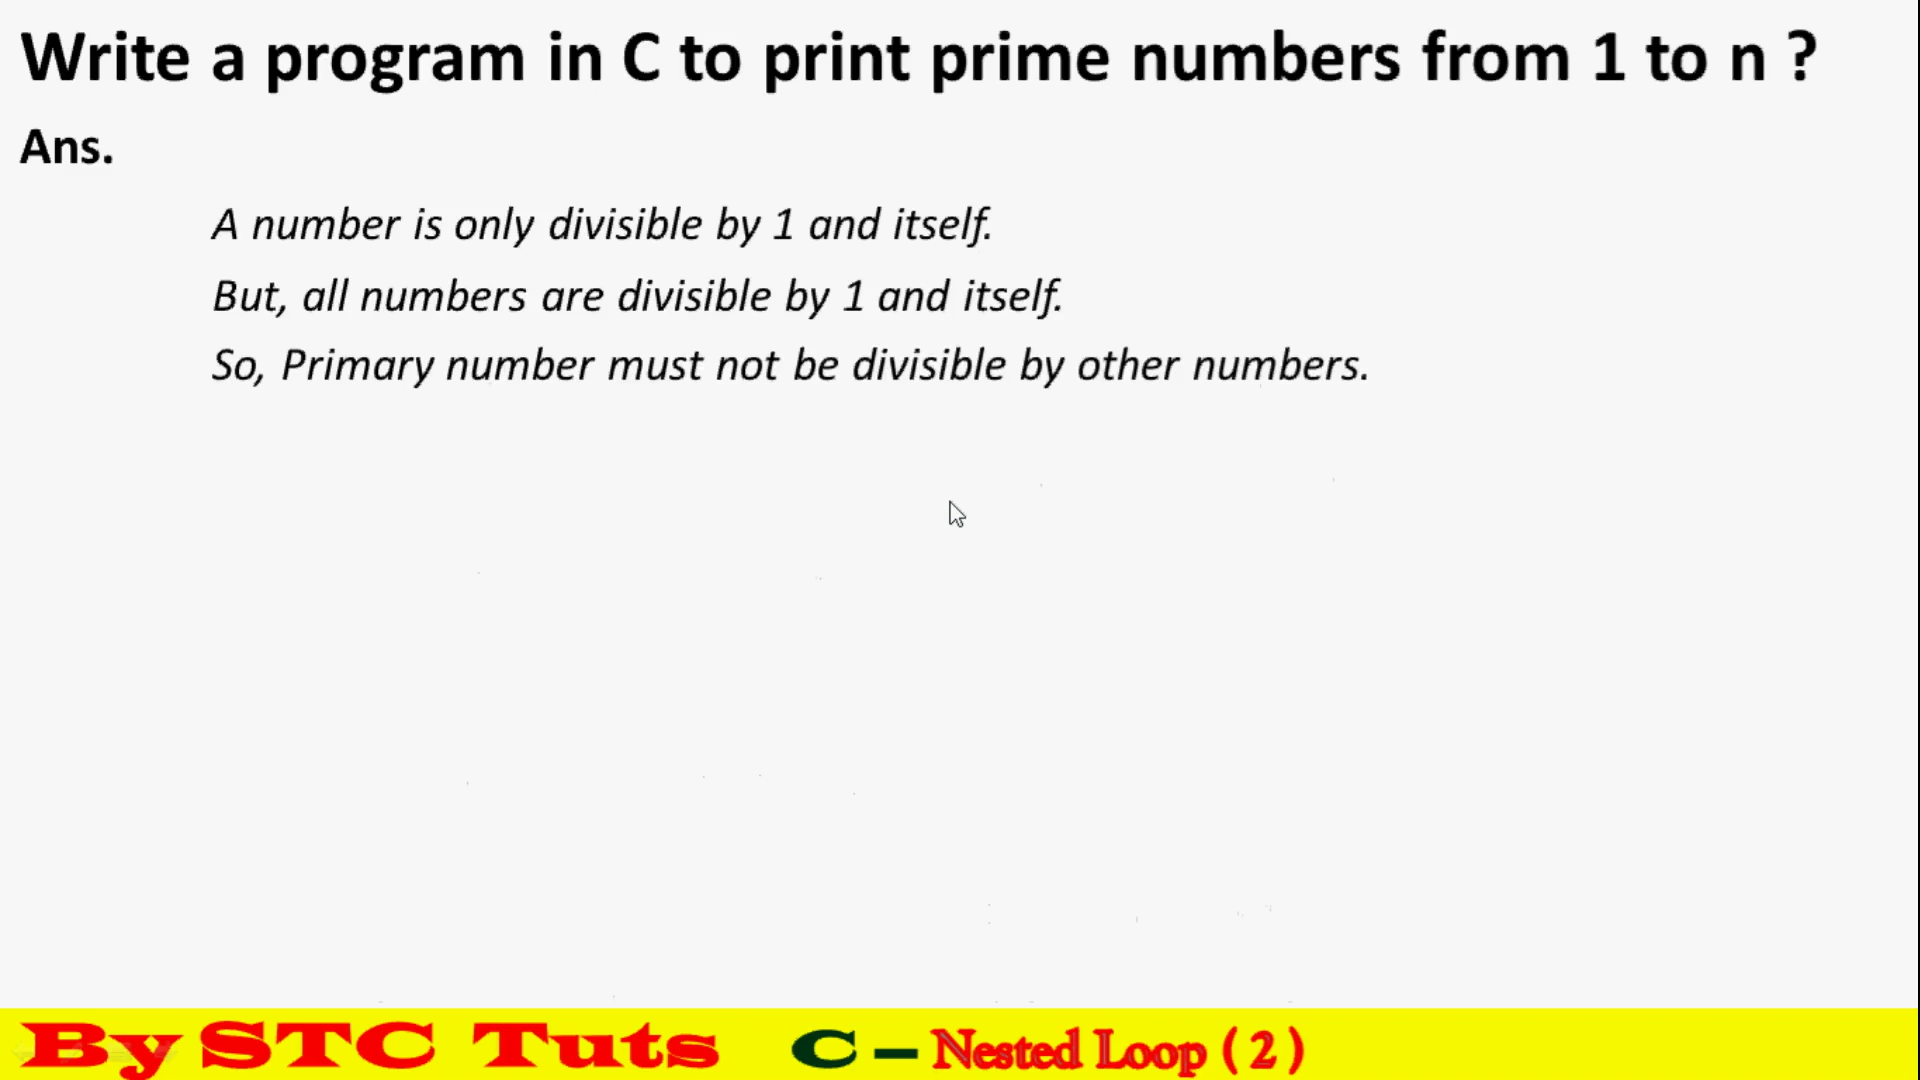 Write a program in C to print prime numbers from 1 to n ?
Ans.
A number is only divisible by 1 and itself.
But, all numbers are divisible by 1 and itself.
So, Primary number must not be divisible by other numbers.
By STC Tuts C – Nested Loop ( 2 )